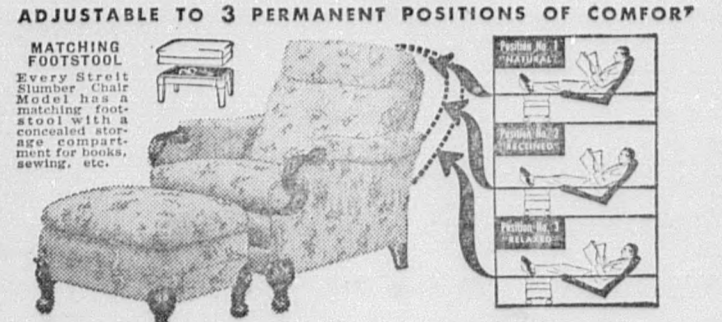 ADJUSTABLE TO 3 PERMANENT POSITIONS OF COMFORT
MATCHING
FOOTSTOOL
Every Streit
Slumber Chair
Model has a
matching foot-
stool with a
concealed stor-
age compart-
ment for books,
sewing, etc.
Position No. 1
"NATURAL"
Position No. 2
"RECLINED"
Position No. 3
"RELAXED"